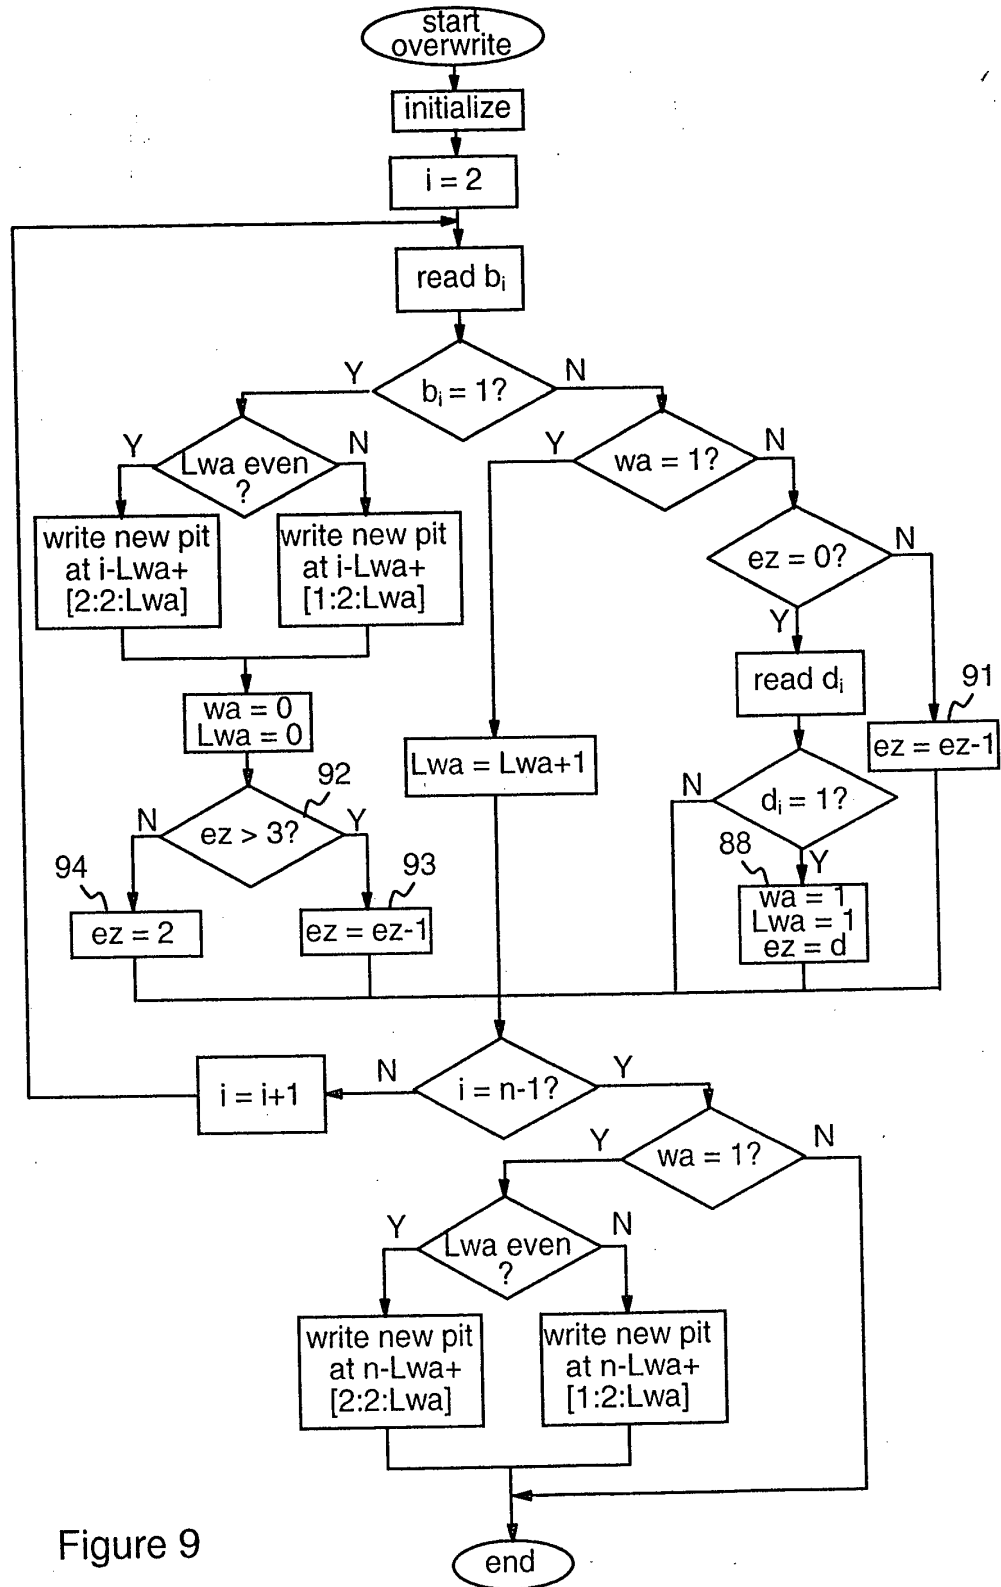 start
overwrite
initialize
i = 2
read bi
bi = 1?
Y
N
Lwa even
?
Y
N
wa = 1?
Y
N
write new pit
at i-Lwa+
[2:2:Lwa]
write new pit
at i-Lwa+
[1:2:Lwa]
ez = 0?
N
Y
read di
91
ez = ez-1
wa = 0
Lwa = 0
Lwa = Lwa+1
92
ez > 3?
N
Y
di = 1?
N
Y
94
ez = 2
93
ez = ez-1
88
wa = 1
Lwa = 1
ez = d
i = n-1?
N
Y
i = i+1
wa = 1?
Y
N
Lwa even
?
Y
N
write new pit
at n-Lwa+
[2:2:Lwa]
write new pit
at n-Lwa+
[1:2:Lwa]
end
Figure 9